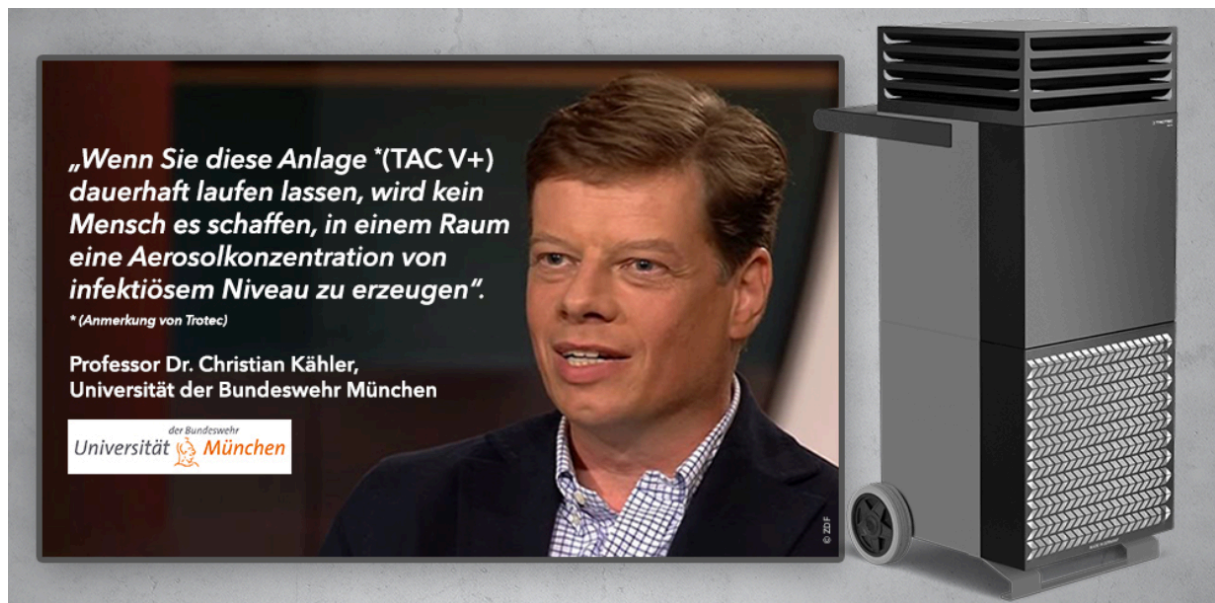 „Wenn Sie diese Anlage *(TAC V+)
dauerhaft laufen lassen, wird kein
Mensch es schaffen, in einem Raum
eine Aerosolkonzentration von
infektiösem Niveau zu erzeugen“.
* (Anmerkung von Trotec)
Professor Dr. Christian Kähler,
Universität der Bundeswehr München
der Bundeswehr
Universität München
© ZDF
TROTEC